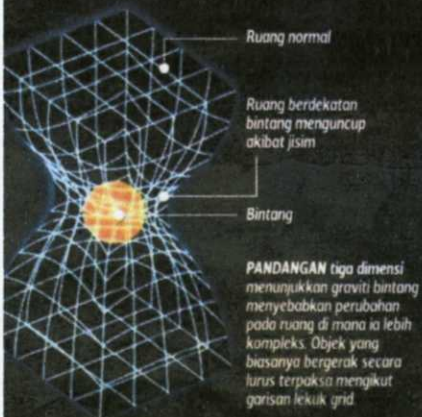 Ruang normal
Ruang berdekatan
bintang menguncup
akibat jisim
Bintang
PANDANGAN tiga dimensi
menunjukkan graviti bintang
menyebabkan perubahan
pada ruang di mana ia lebih
kompleks. Objek yang
biasanya bergerak secara
lurus terpaksa mengikut
garisan lekuk grid.